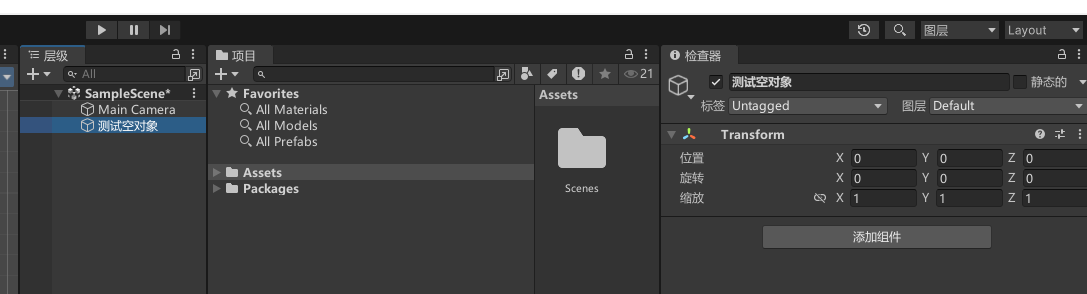 图层 Layout
层级
All
SampleScene*
Main Camera
测试空对象
项目
21
Favorites
All Materials
All Models
All Prefabs
Assets
Packages
Assets
Scenes
检查器
测试空对象 静态的
标签 Untagged 图层 Default
Transform
位置 X 0 Y 0 Z 0
旋转 X 0 Y 0 Z 0
缩放 X 1 Y 1 Z 1
添加组件